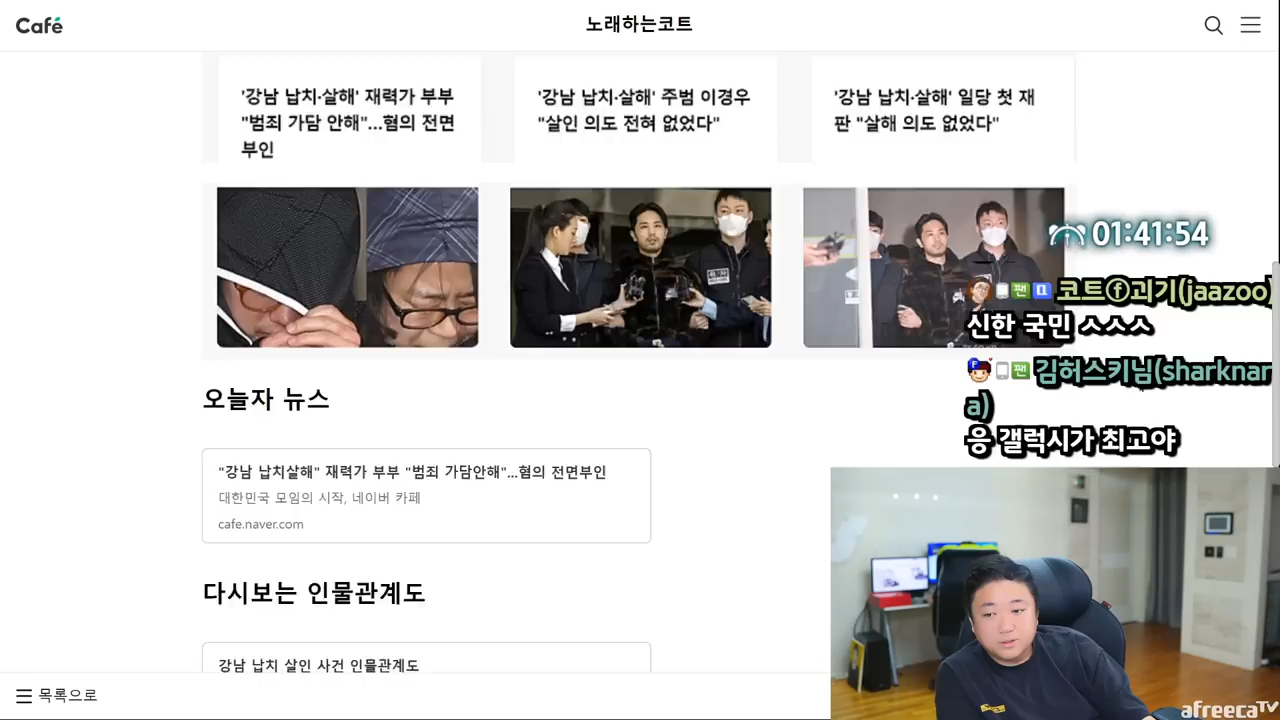 Café
노래하는코트
'강남 납치·살해' 재력가 부부
"범죄 가담 안해"...혐의 전면
부인
'강남 납치·살해' 주범 이경우
"살인 의도 전혀 없었다"
'강남 납치·살해' 일당 첫 재
판 "살해 의도 없었다"
01:41:54
팬 코트ⓕ괴기(jaazoo)
신한 국민 ㅅㅅㅅ
팬 김허스키님(sharknar
a)
응 갤럭시가 최고야
오늘자 뉴스
"강남 납치살해" 재력가 부부 "범죄 가담안해"...혐의 전면부인
대한민국 모임의 시작, 네이버 카페
cafe.naver.com
다시보는 인물관계도
강남 납치 살인 사건 인물관계도
목록으로
afreecaTV